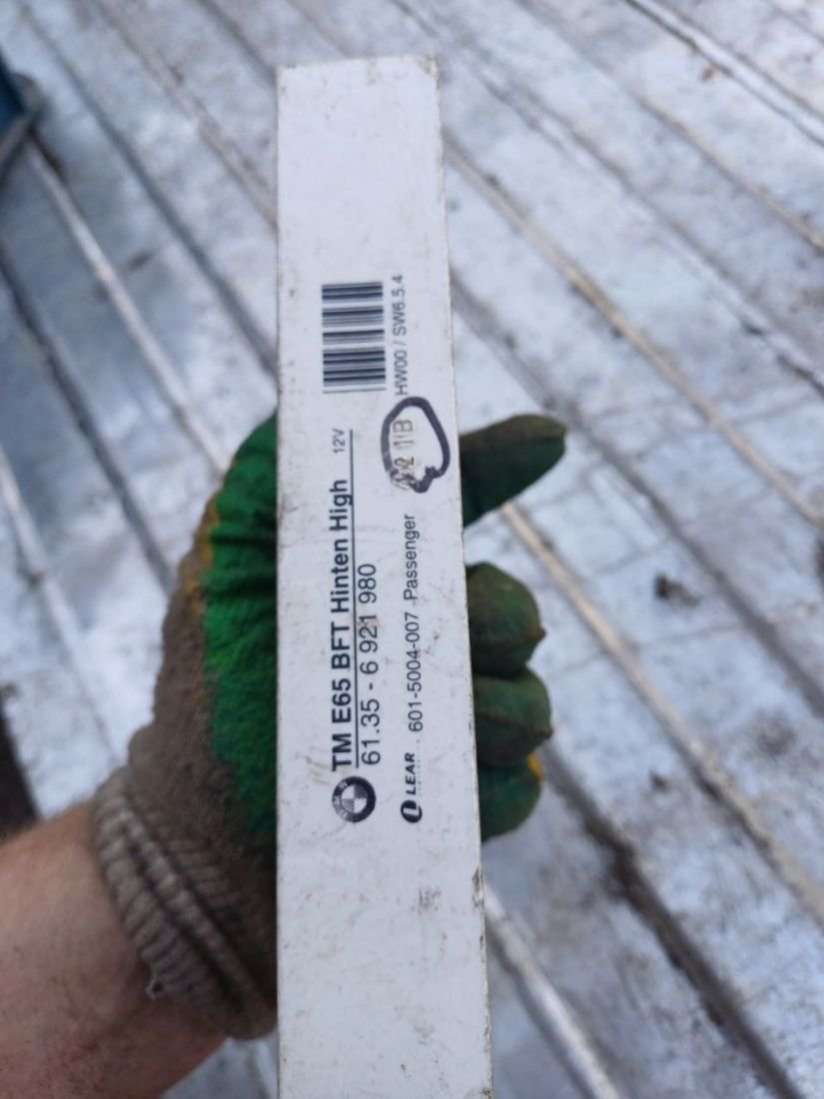 TM E65 BFT Hinten High 12V
61.35 - 6 921 980
LEAR 601-5004-007 Passenger HW00 / SW6.5.4